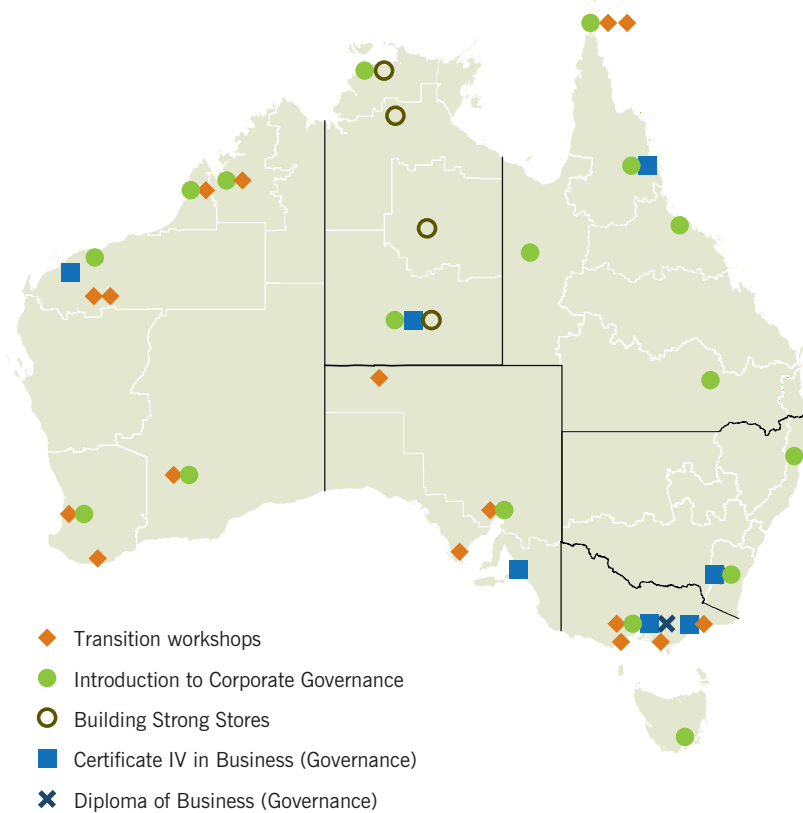 Transition workshops
Introduction to Corporate Governance
Building Strong Stores
Certificate IV in Business (Governance)
Diploma of Business (Governance)